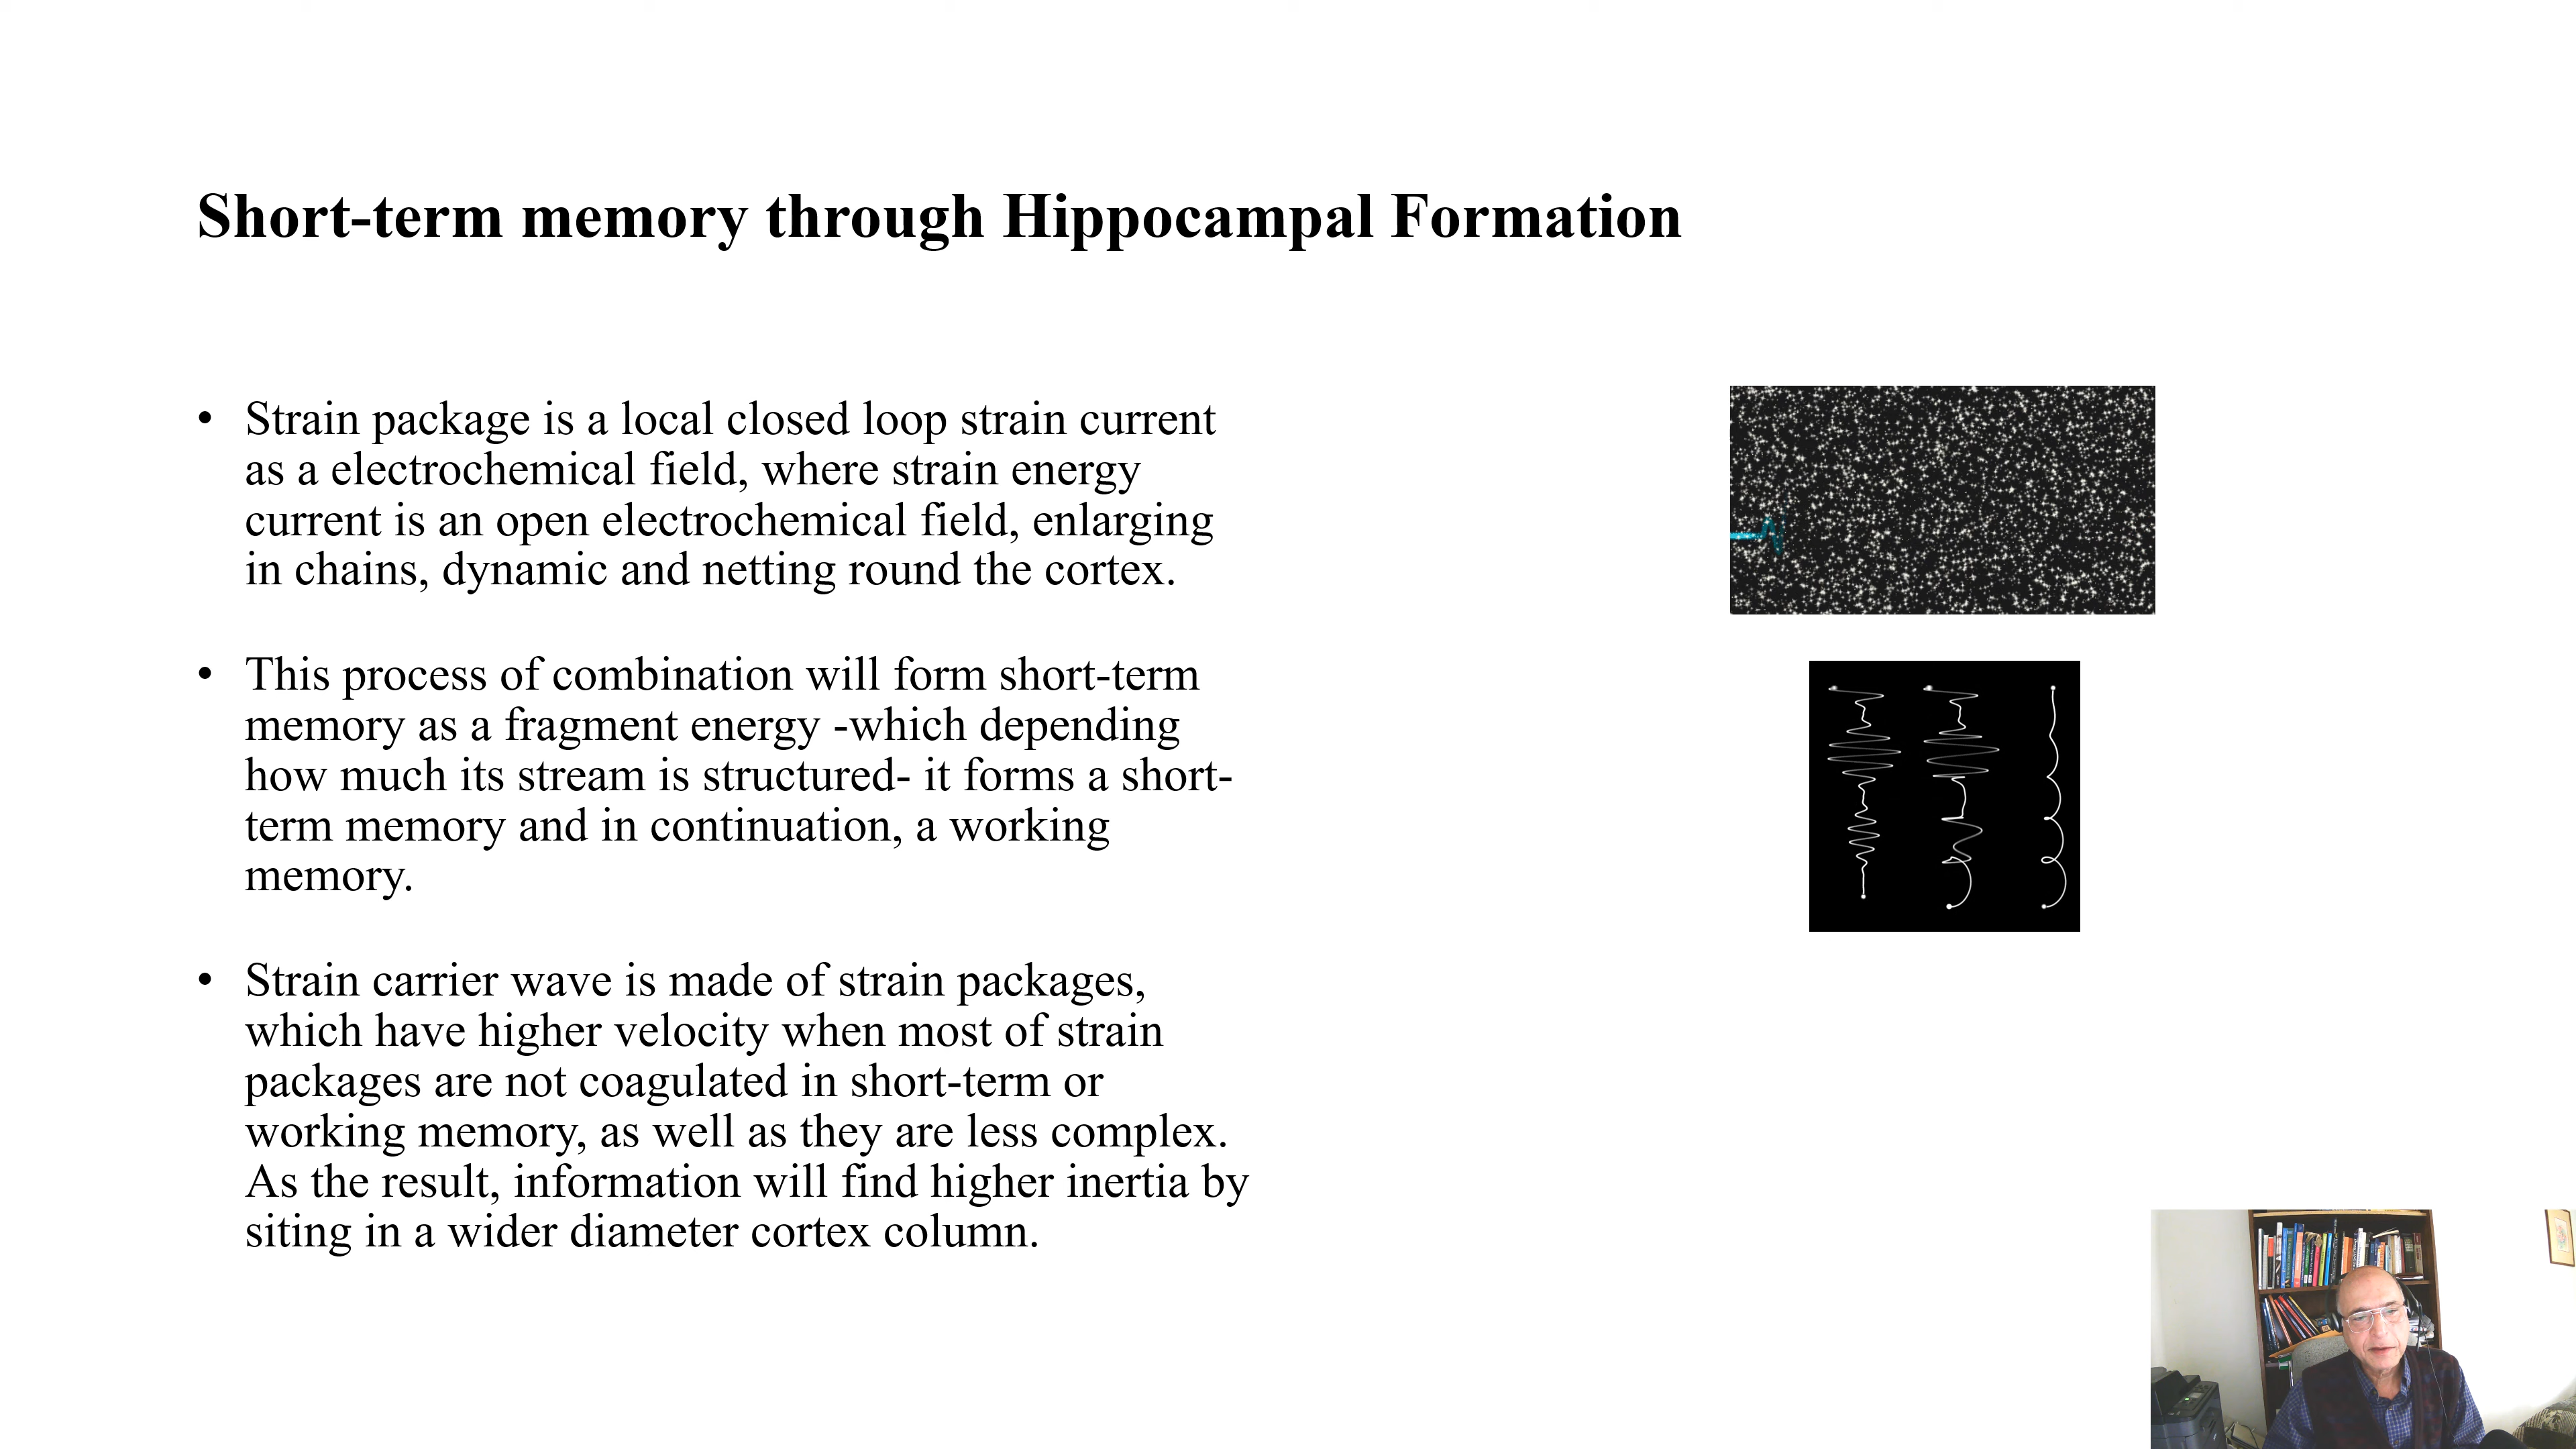 Short-term memory through Hippocampal Formation
• Strain package is a local closed loop strain current
as a electrochemical field, where strain energy
current is an open electrochemical field, enlarging
in chains, dynamic and netting round the cortex.
• This process of combination will form short-term
memory as a fragment energy -which depending
how much its stream is structured- it forms a short-
term memory and in continuation, a working
memory.
• Strain carrier wave is made of strain packages,
which have higher velocity when most of strain
packages are not coagulated in short-term or
working memory, as well as they are less complex.
As the result, information will find higher inertia by
siting in a wider diameter cortex column.